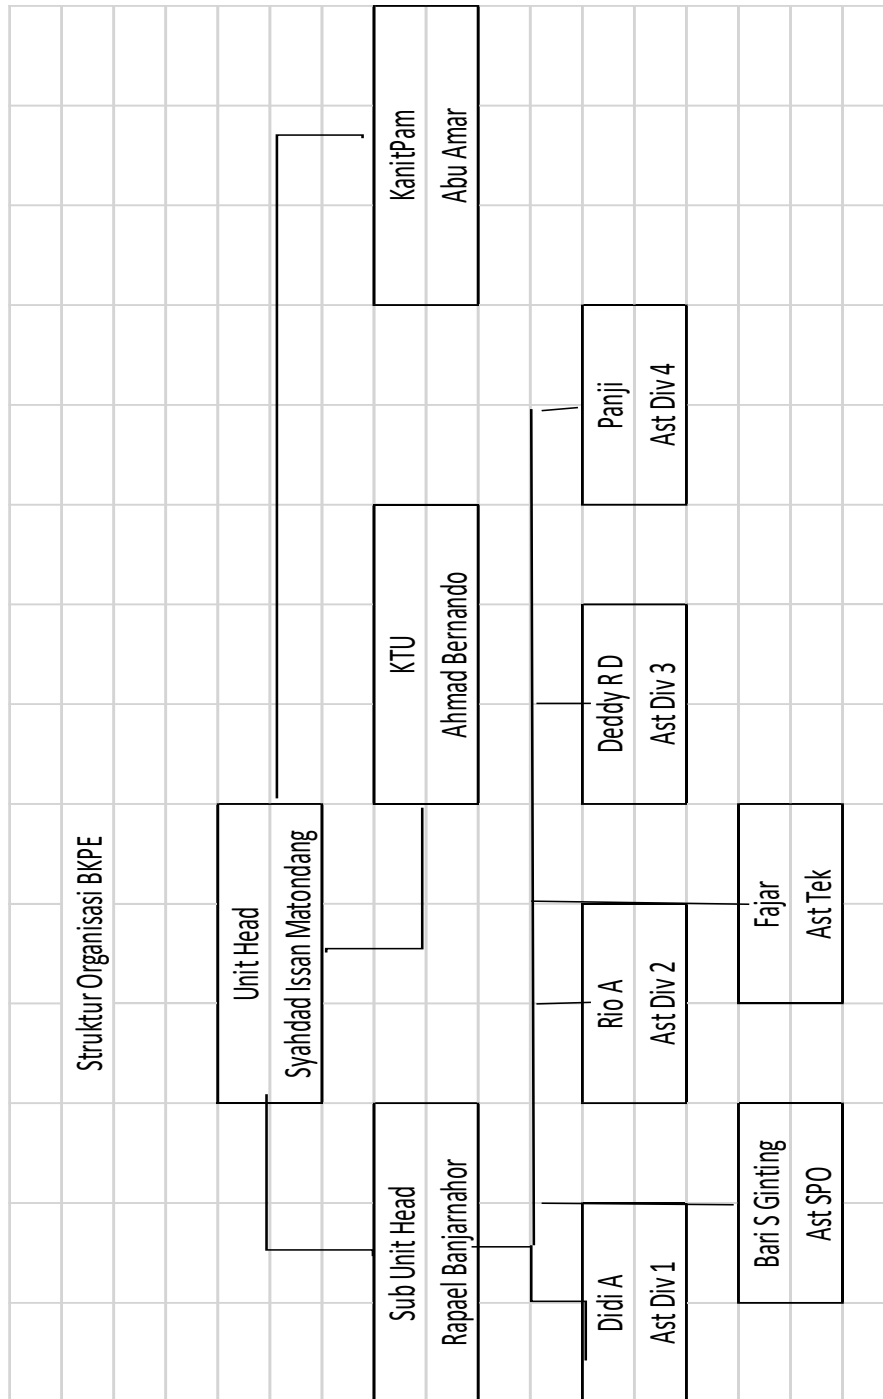 Struktur Organisasi BKPE
Unit Head
Syahdad Issan Matondang
Sub Unit Head
Rapael Banjarnahor
KTU
Ahmad Bernando
KanitPam
Abu Amar
Didi A
Ast Div 1
Rio A
Ast Div 2
Deddy R D
Ast Div 3
Panji
Ast Div 4
Bari S Ginting
Ast SPO
Fajar
Ast Tek